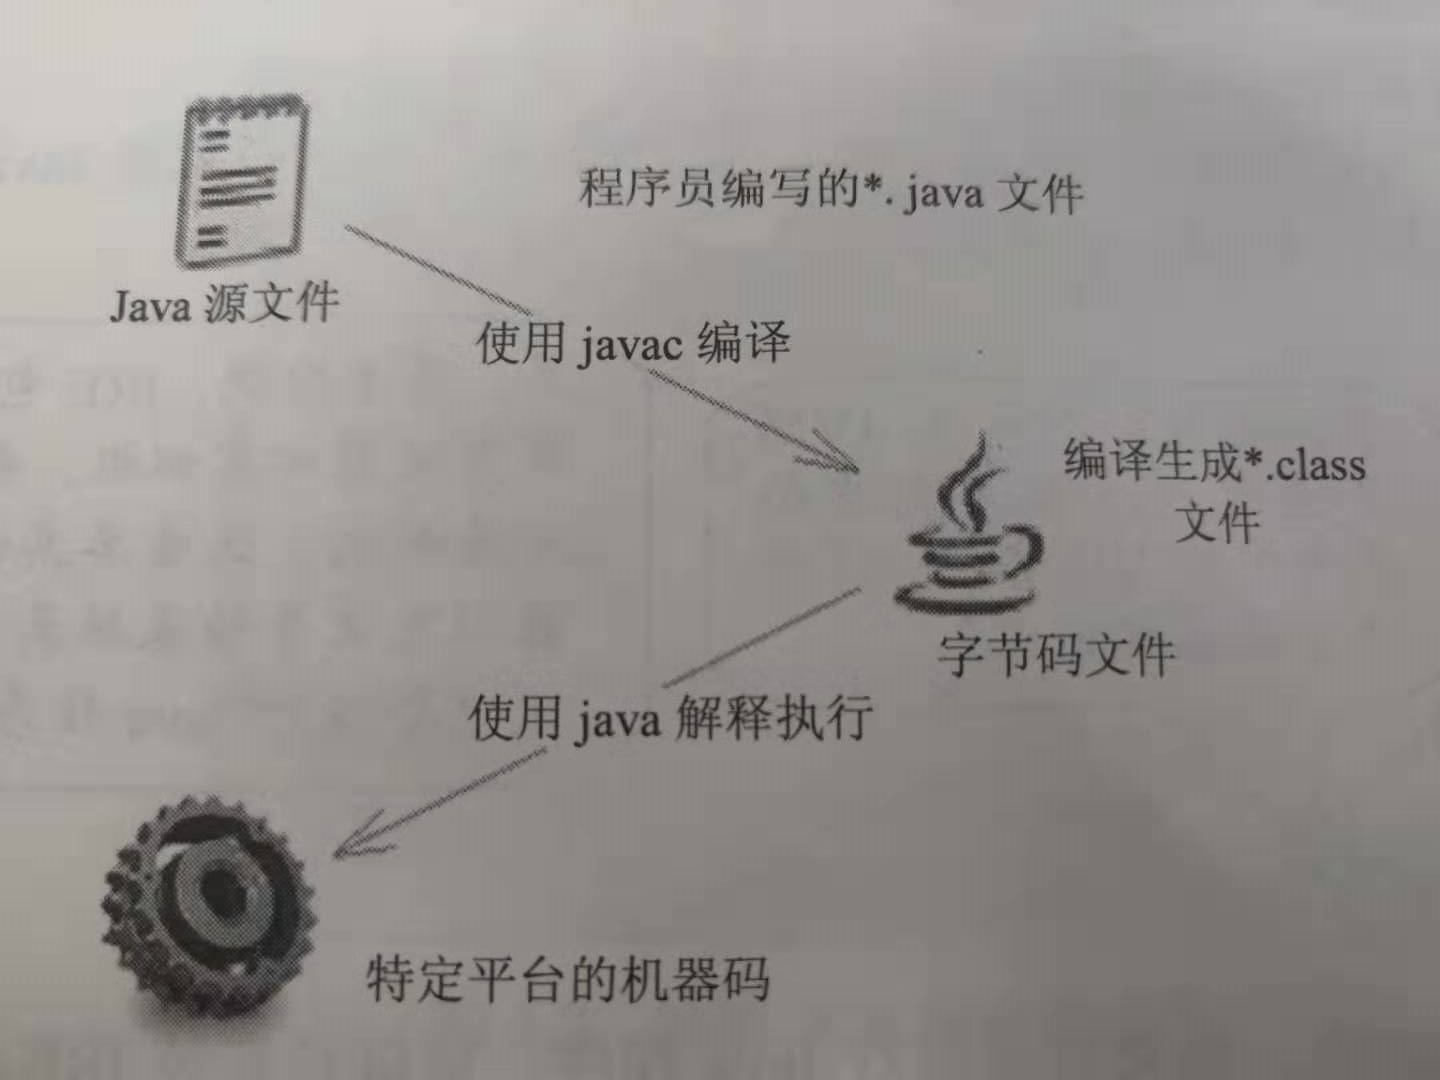 程序员编写的*. java 文件
Java 源文件
使用 javac 编译
编译生成*.class
文件
字节码文件
使用 java 解释执行
特定平台的机器码